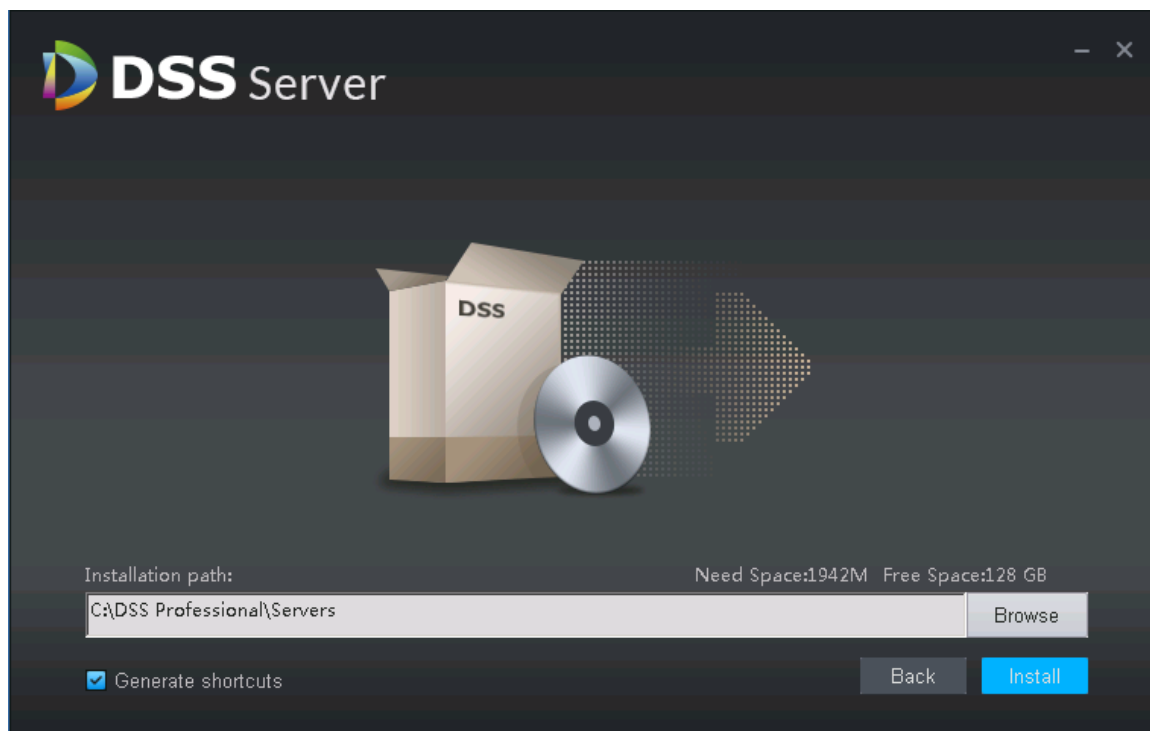 DSS Server
DSS
Installation path:
Need Space:1942M Free Space:128 GB
C:\DSS Professional\Servers
Browse
Generate shortcuts
Back
Install